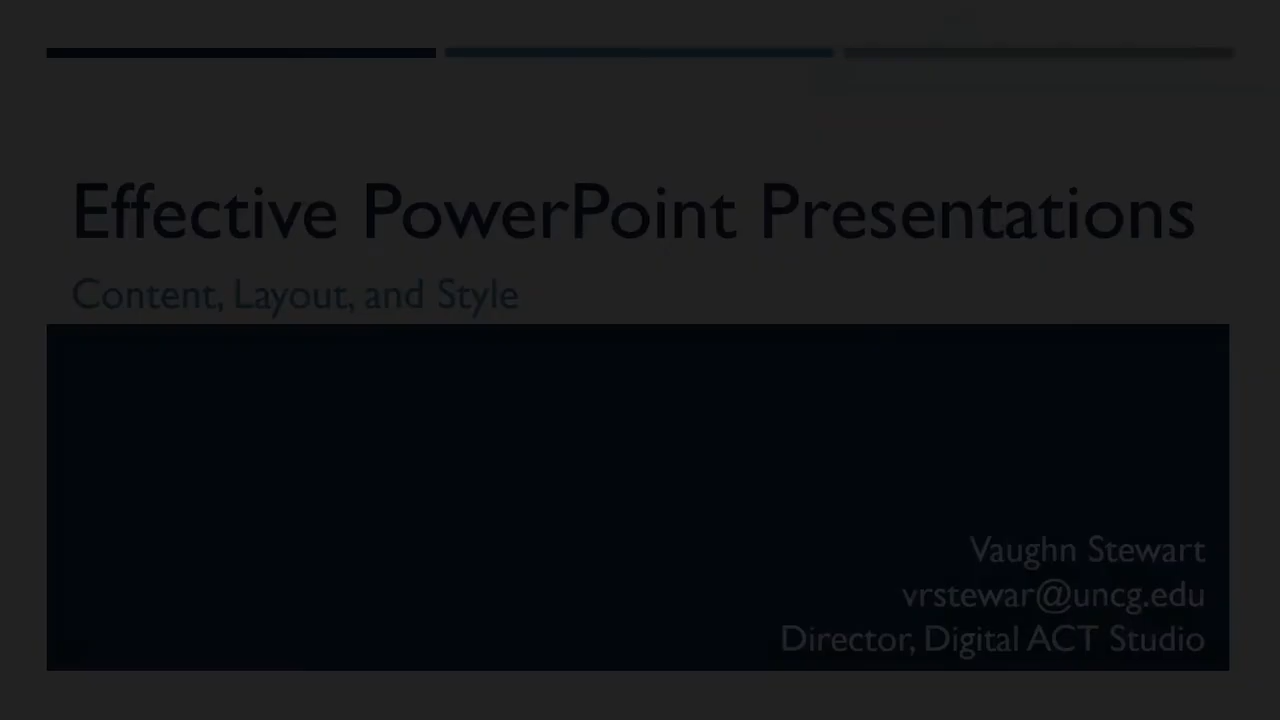 Effective PowerPoint Presentations
Content, Layout, and Style
Vaughn Stewart
vrstewar@uncg.edu
Director, Digital ACT Studio